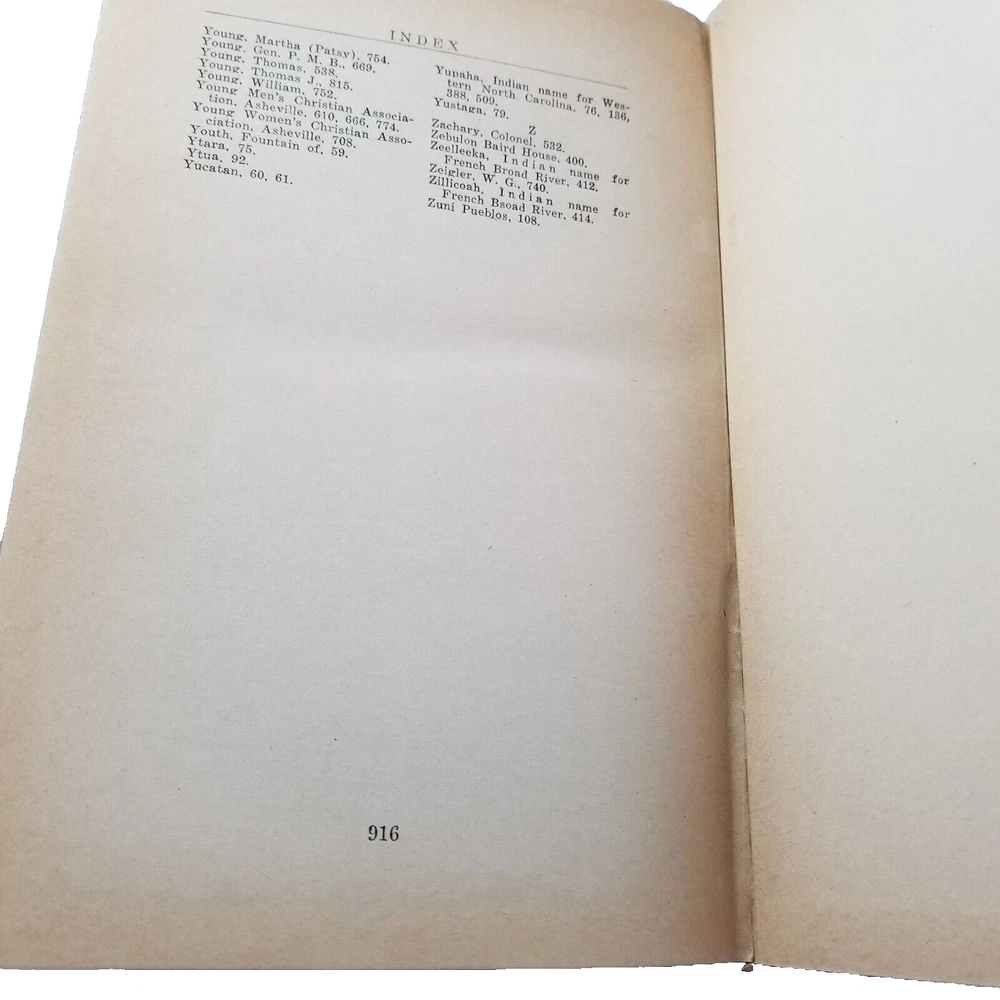 INDEX
Young, Martha (Patsy), 754.
Young, Gen. P. M. B., 669.
Young, Thomas, 538.
Young, Thomas J., 815.
Young, William, 752.
Young Men's Christian Associa-
tion, Asheville, 610, 666, 774.
Young Women's Christian Asso-
ciation, Asheville, 708.
Youth, Fountain of, 59.
Ytara, 75.
Ytua, 92.
Yucatan, 60, 61.
Yupaha, Indian name for Wes-
tern North Carolina, 76, 136,
388, 509.
Yustaga, 79.
Z
Zachary, Colonel, 532.
Zebulon Baird House, 400.
Zeelleeka, Indian name for
French Broad River, 412.
Zeigler, W. G., 740.
Zillicoah, Indian name for
French Bsoad River, 414.
Zuni Pueblos, 108.
916